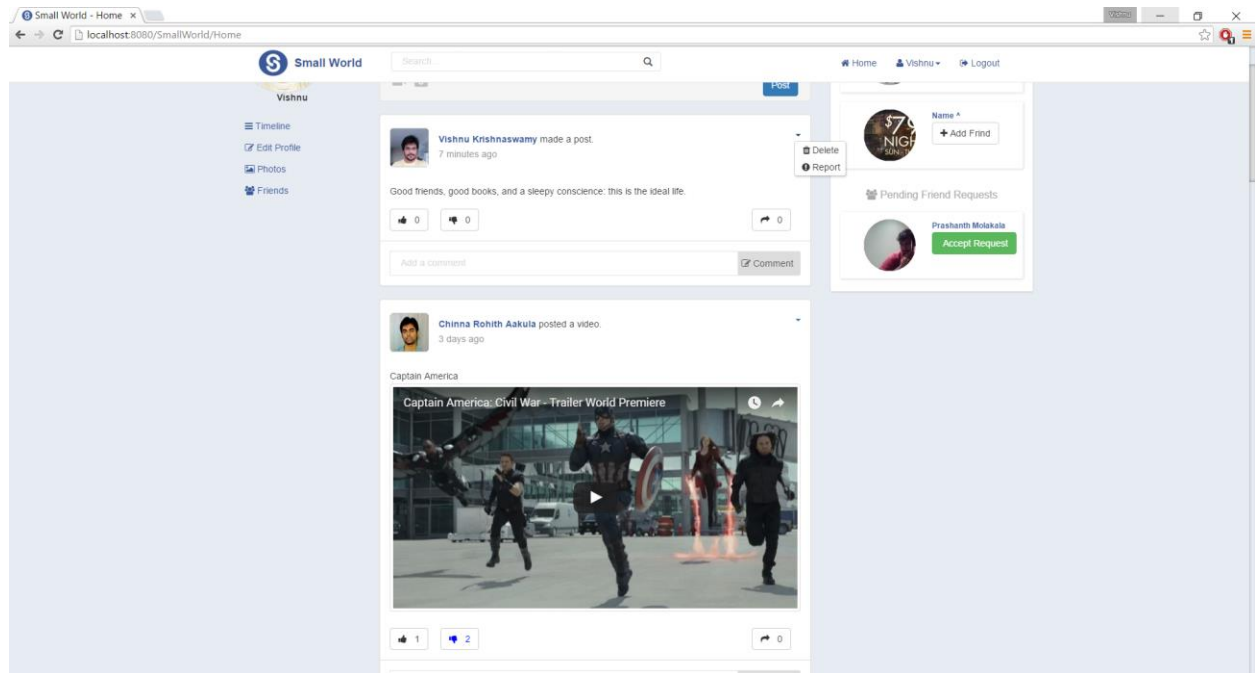 Small World - Home
Vishnu
localhost:8080/SmallWorld/Home
S Small World
Search...
Home
Vishnu
Logout
Vishnu
Timeline
Edit Profile
Photos
Friends
Post
Vishnu Krishnaswamy made a post.
7 minutes ago
Delete
Report
Good friends, good books, and a sleepy conscience: this is the ideal life.
0
0
0
Add a comment
Comment
Chinna Rohith Aakula posted a video.
3 days ago
Captain America
Captain America: Civil War - Trailer World Premiere
1
2
0
$79
NIGH
SUN
Name ^
+ Add Frind
Pending Friend Requests
Prashanth Molakala
Accept Request